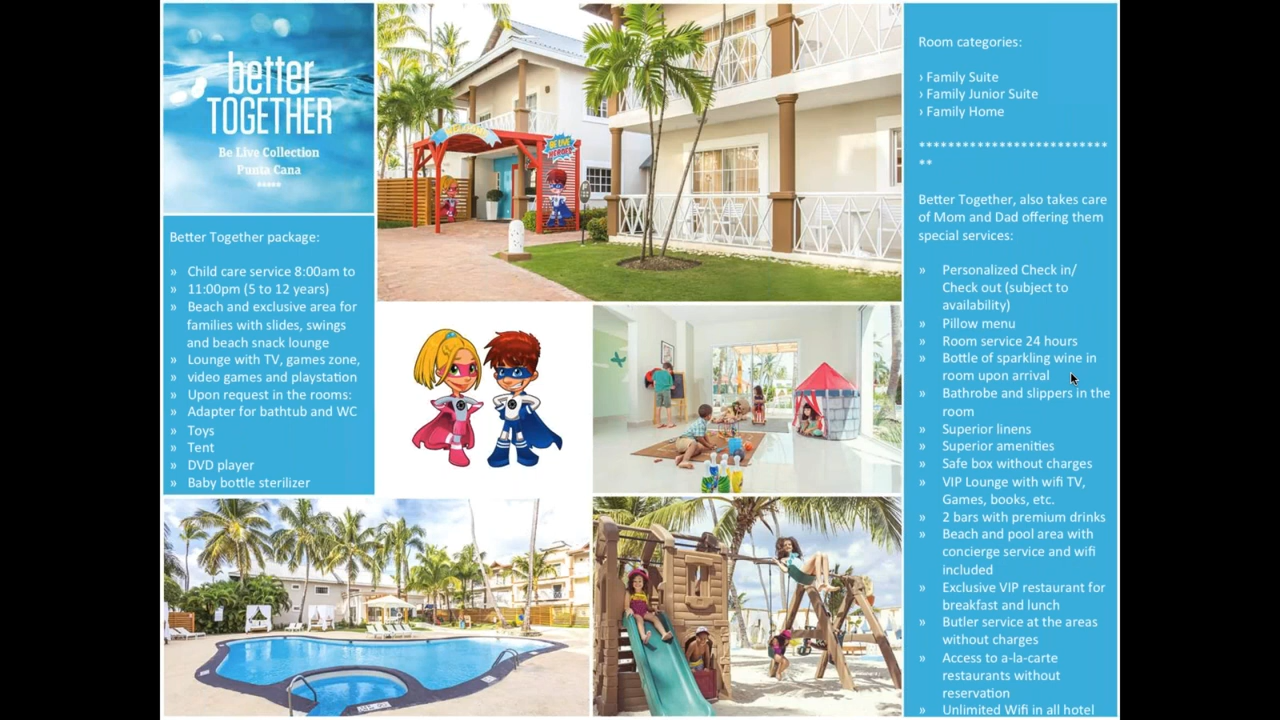 better
TOGETHER
Be Live Collection
Punta Cana
*****
Better Together package:
» Child care service 8:00am to
» 11:00pm (5 to 12 years)
» Beach and exclusive area for
families with slides, swings
and beach snack lounge
» Lounge with TV, games zone,
» video games and playstation
» Upon request in the rooms:
» Adapter for bathtub and WC
» Toys
» Tent
» DVD player
» Baby bottle sterilizer
WELCOME
BE LIVE
HEROES
Room categories:
› Family Suite
› Family Junior Suite
› Family Home
**************************
**
Better Together, also takes care
of Mom and Dad offering them
special services:
» Personalized Check in/
Check out (subject to
availability)
» Pillow menu
» Room service 24 hours
» Bottle of sparkling wine in
room upon arrival
» Bathrobe and slippers in the
room
» Superior linens
» Superior amenities
» Safe box without charges
» VIP Lounge with wifi TV,
Games, books, etc.
» 2 bars with premium drinks
» Beach and pool area with
concierge service and wifi
included
» Exclusive VIP restaurant for
breakfast and lunch
» Butler service at the areas
without charges
» Access to a-la-carte
restaurants without
reservation
» Unlimited Wifi in all hotel